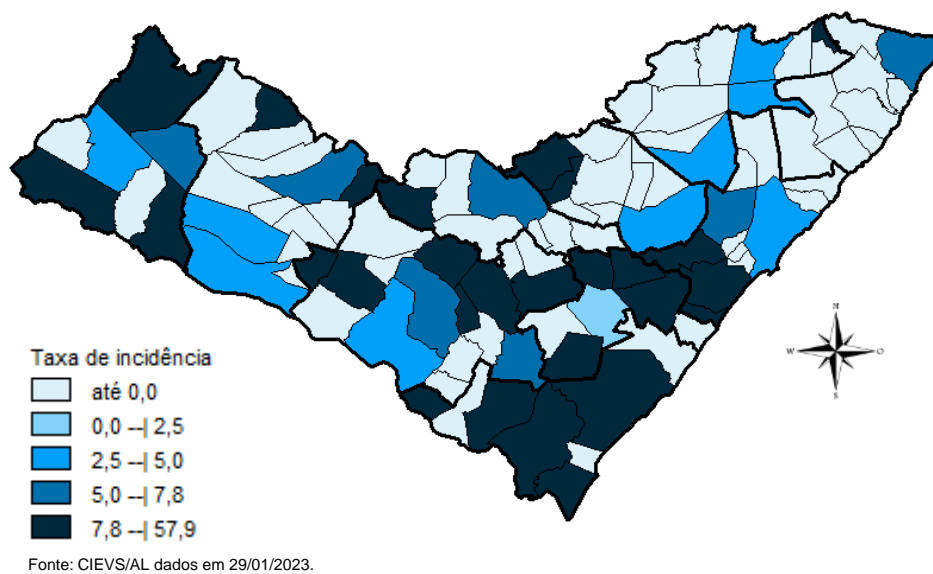 N
W
O
S
Taxa de incidência
até 0,0
0,0 --| 2,5
2,5 --| 5,0
5,0 --| 7,8
7,8 --| 57,9
Fonte: CIEVS/AL dados em 29/01/2023.